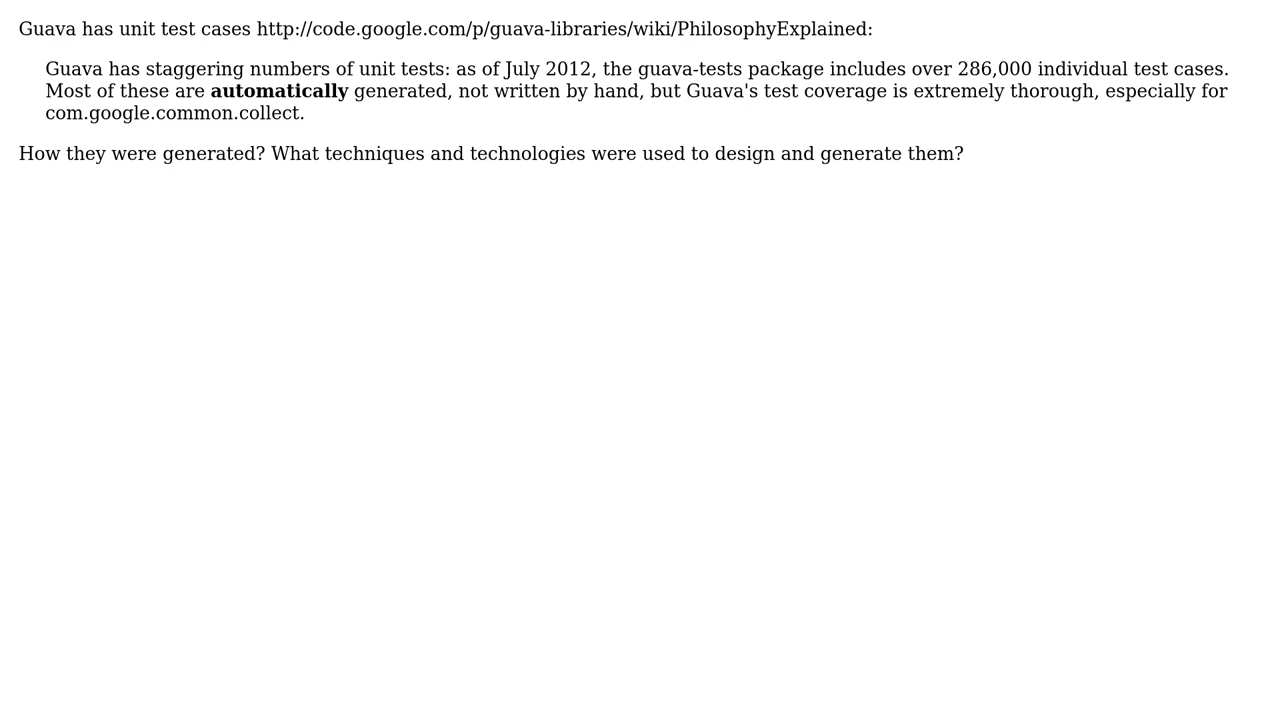 Guava has unit test cases http://code.google.com/p/guava-libraries/wiki/PhilosophyExplained:
Guava has staggering numbers of unit tests: as of July 2012, the guava-tests package includes over 286,000 individual test cases.
Most of these are automatically generated, not written by hand, but Guava's test coverage is extremely thorough, especially for
com.google.common.collect.
How they were generated? What techniques and technologies were used to design and generate them?